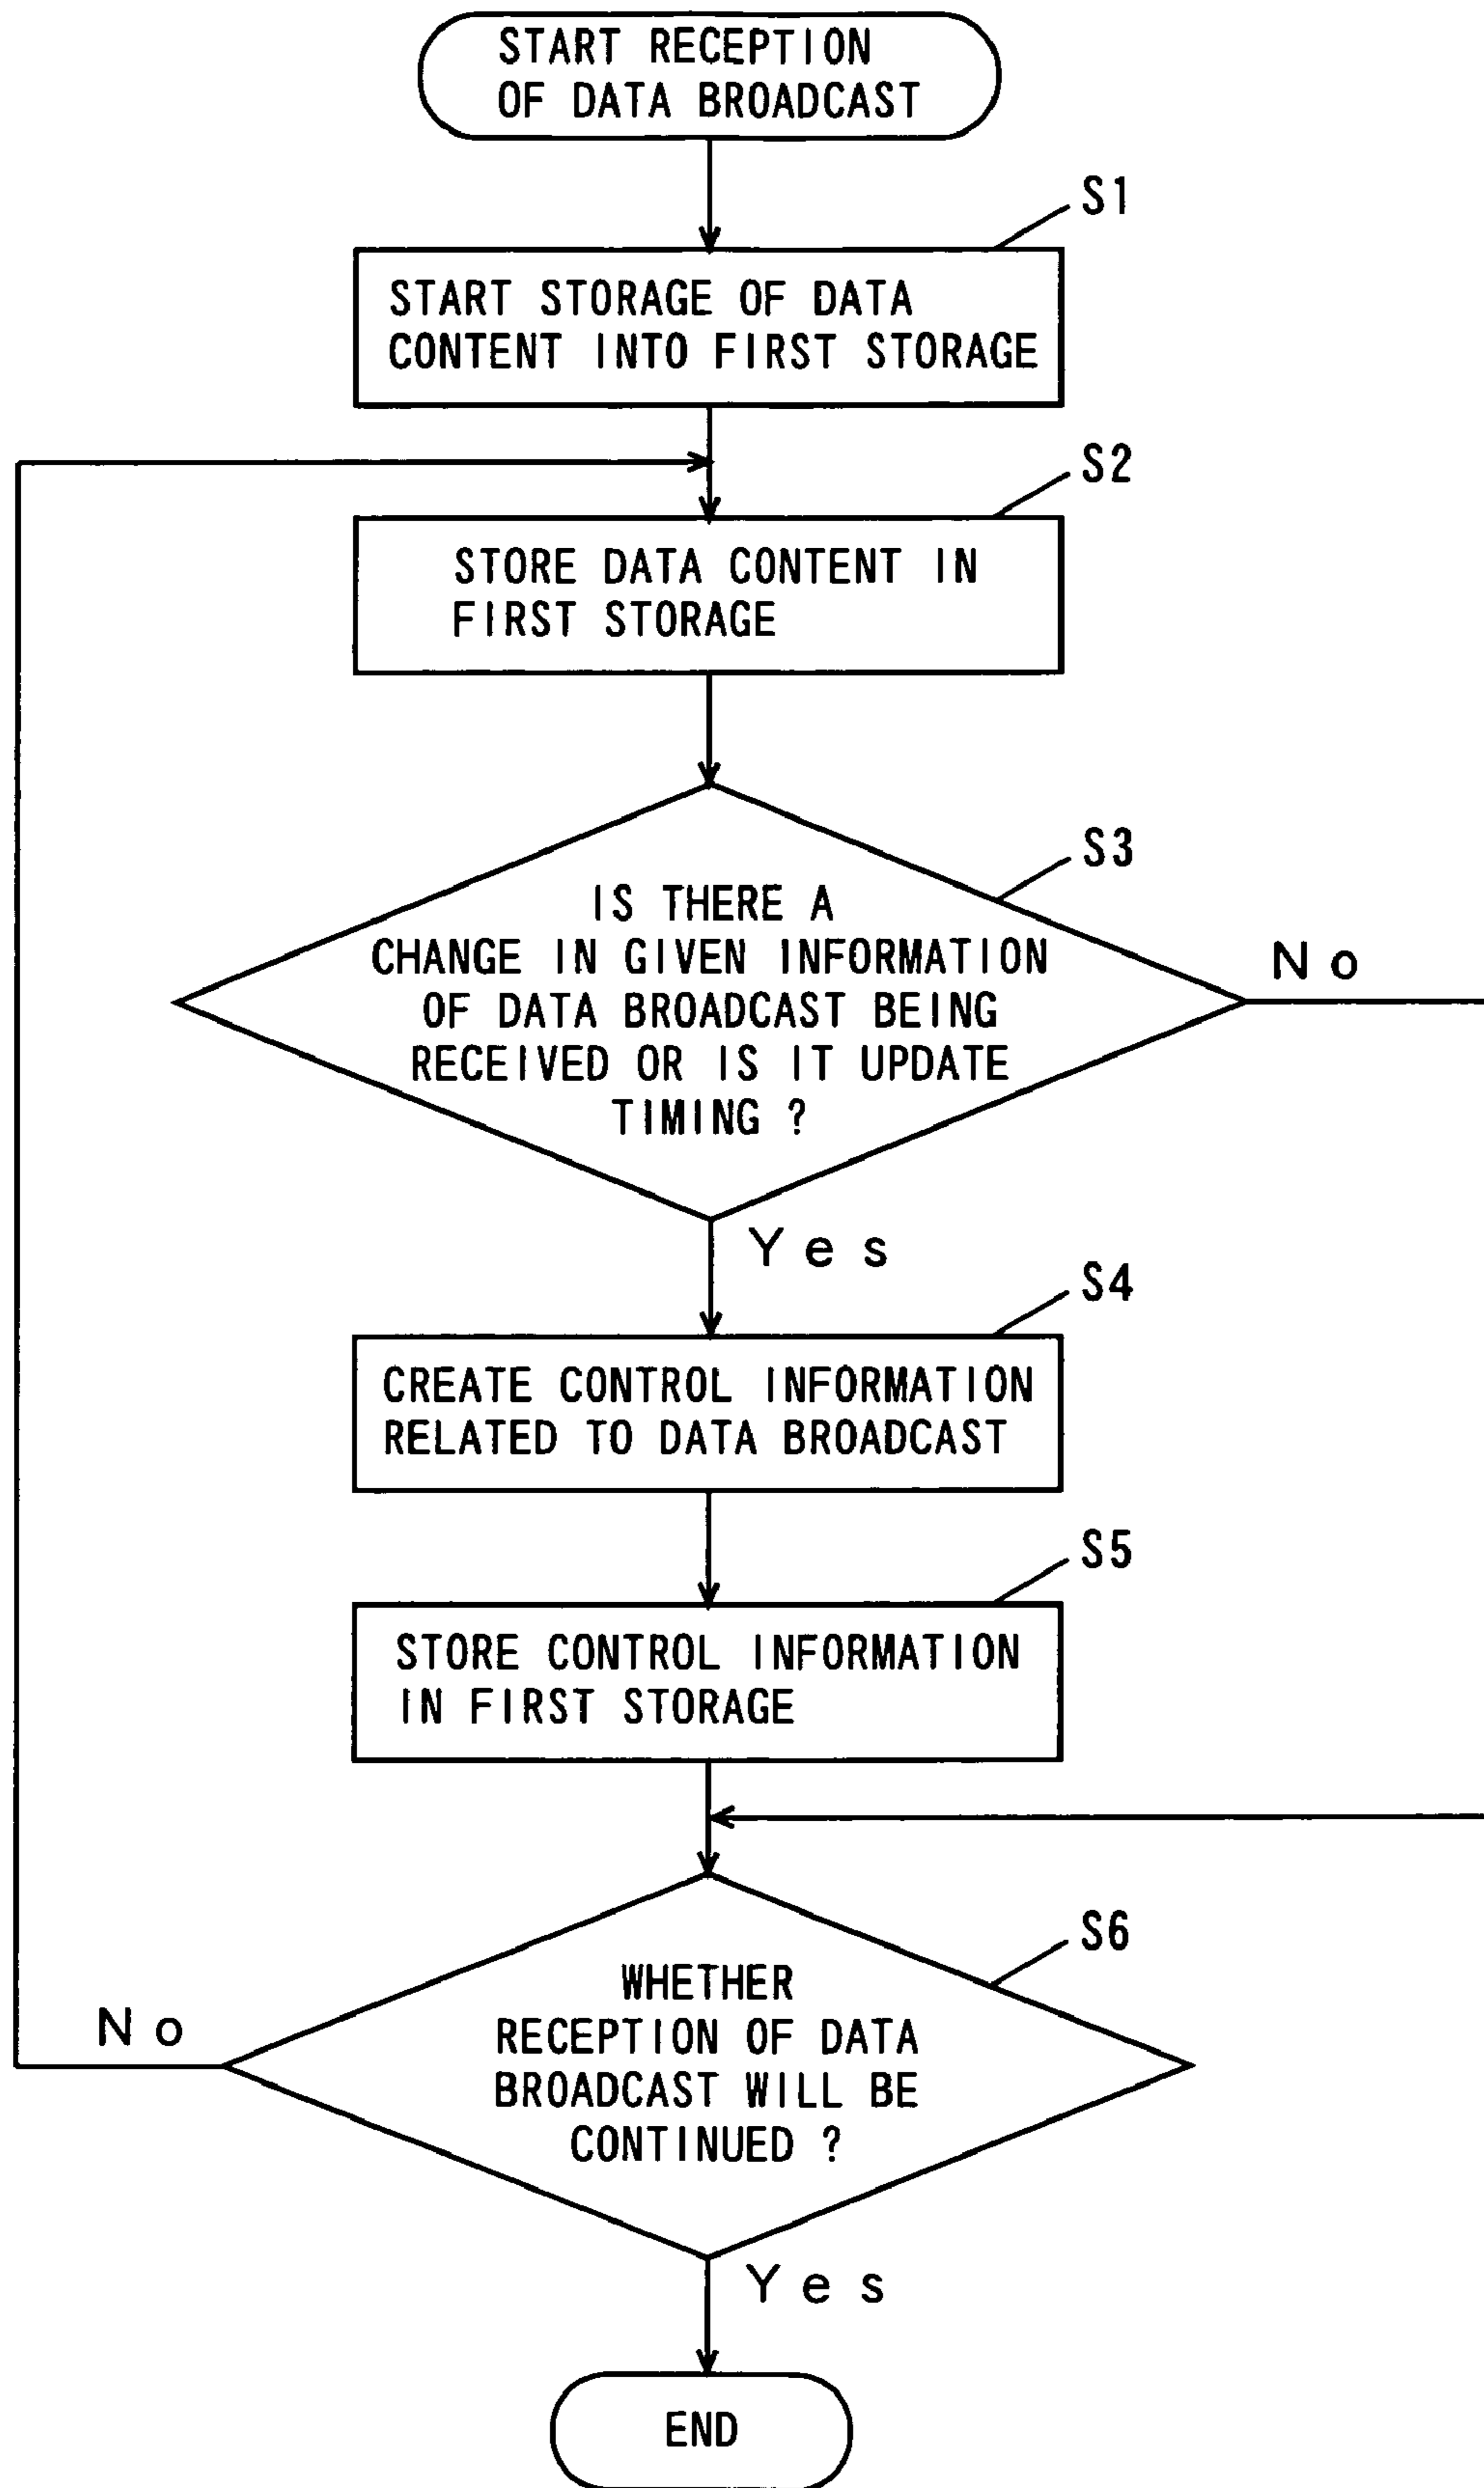 START RECEPTION
OF DATA BROADCAST
S1
START STORAGE OF DATA
CONTENT INTO FIRST STORAGE
S2
STORE DATA CONTENT IN
FIRST STORAGE
S3
IS THERE A
CHANGE IN GIVEN INFORMATION
OF DATA BROADCAST BEING
RECEIVED OR IS IT UPDATE
TIMING ?
No
Yes
S4
CREATE CONTROL INFORMATION
RELATED TO DATA BROADCAST
S5
STORE CONTROL INFORMATION
IN FIRST STORAGE
S6
WHETHER
RECEPTION OF DATA
BROADCAST WILL BE
CONTINUED ?
No
Yes
END